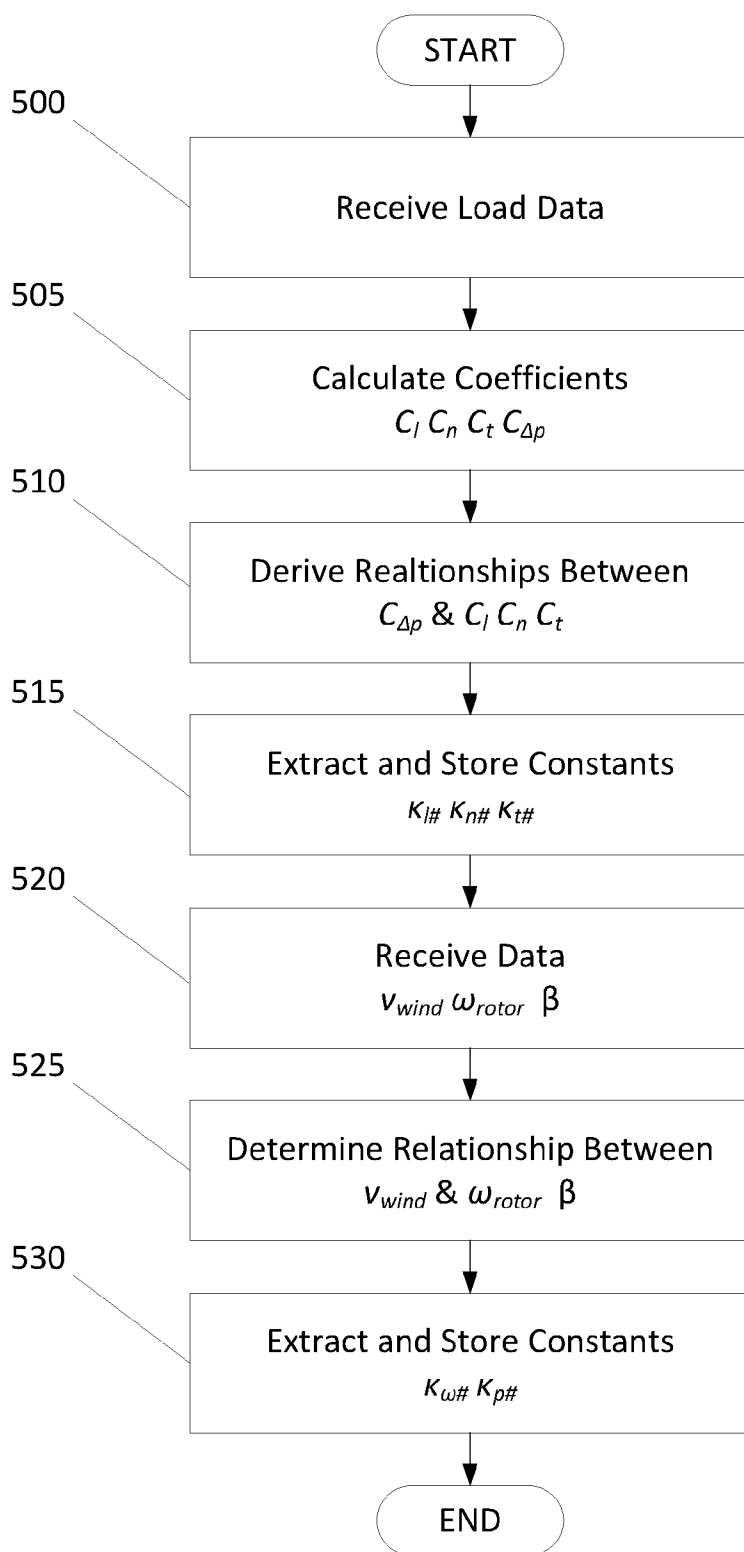 START
500
Receive Load Data
505
Calculate Coefficients
C_l C_n C_t C_Δp
510
Derive Realtionships Between
C_Δp & C_l C_n C_t
515
Extract and Store Constants
κ_l# κ_n# κ_t#
520
Receive Data
v_wind ω_rotor β
525
Determine Relationship Between
v_wind & ω_rotor β
530
Extract and Store Constants
κ_ω# κ_p#
END